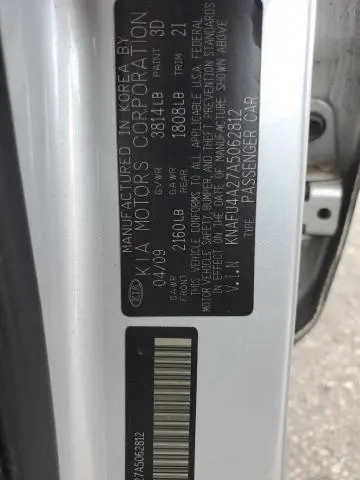 MANUFACTURED IN KOREA BY
KIA MOTORS CORPORATION
04/09 GVWR 3814LB PAINT 3D
GAWR FRONT 2160LB GAWR REAR 1808LB TRIM 21
THIS VEHICLE CONFORMS TO ALL APPLICABLE U.S.A. FEDERAL
MOTOR VEHICLE SAFETY, BUMPER, AND THEFT PREVENTION STANDARDS
IN EFFECT ON THE DATE OF MANUFACTURE SHOWN ABOVE
V.I.N KNAFU4A27A5062812
TYPE: PASSENGER CAR
KIA
27A5062812